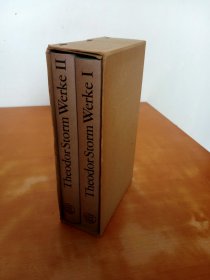 Theodor Storm Werke II
Theodor Storm Werke I